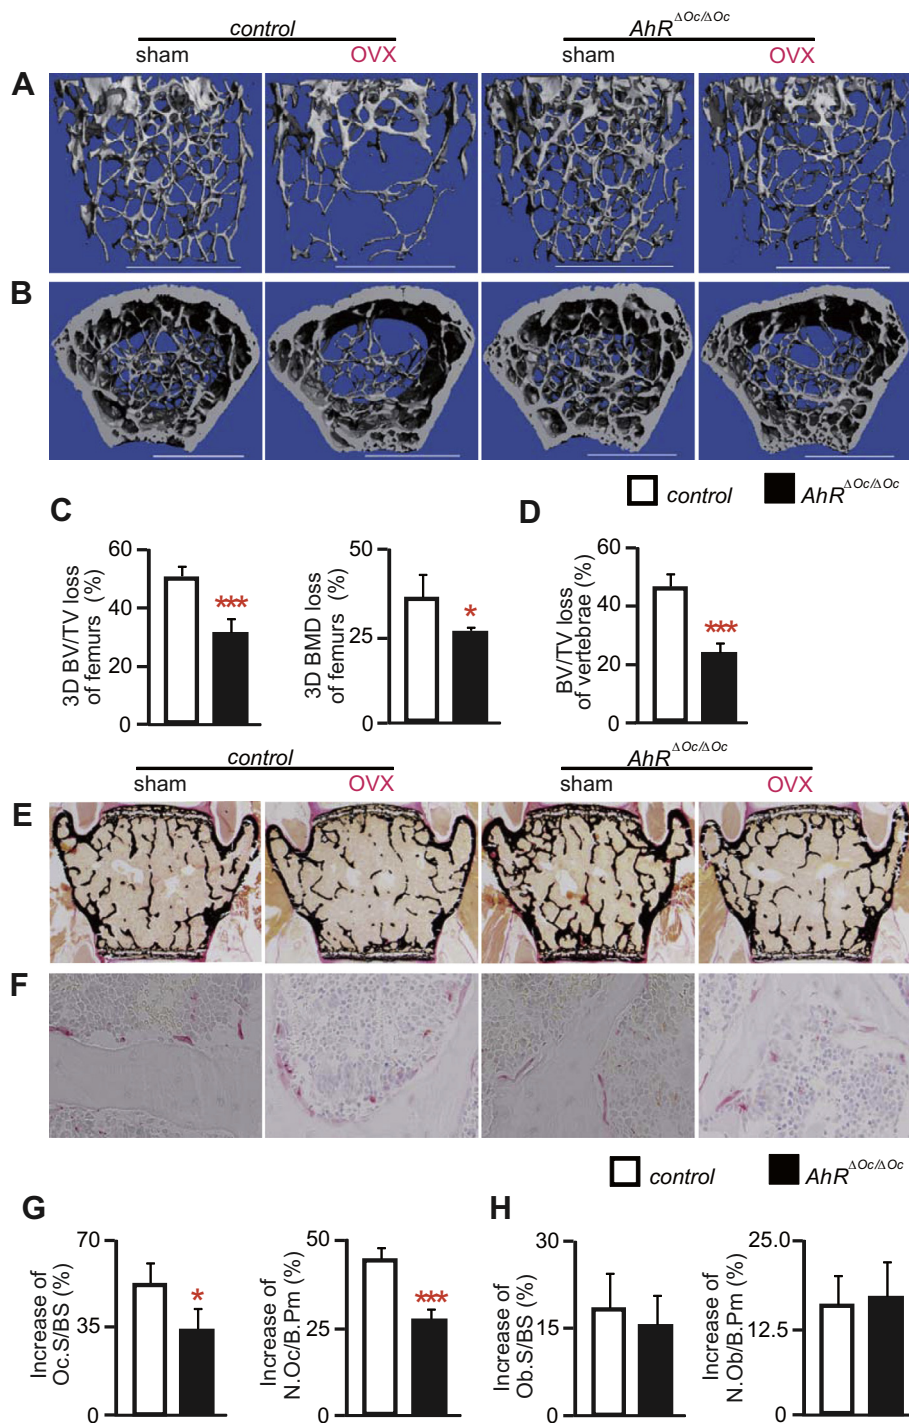 control AhR^ΔOc/ΔOc
sham OVX sham OVX
A
B
control AhR^ΔOc/ΔOc
C D
60 40 20 0
3D BV/TV loss
of femurs (%)
***
50 25 0
3D BMD loss
of femurs (%)
*
60 40 20 0
BV/TV loss
of vertebrae (%)
***
control AhR^ΔOc/ΔOc
sham OVX sham OVX
E
F
control AhR^ΔOc/ΔOc
G H
70 35 0
Increase of
Oc.S/BS (%)
*
50 25 0
Increase of
N.Oc/B.Pm (%)
***
30 15 0
Increase of
Ob.S/BS (%)
25.0 12.5 0
Increase of
N.Ob/B.Pm (%)